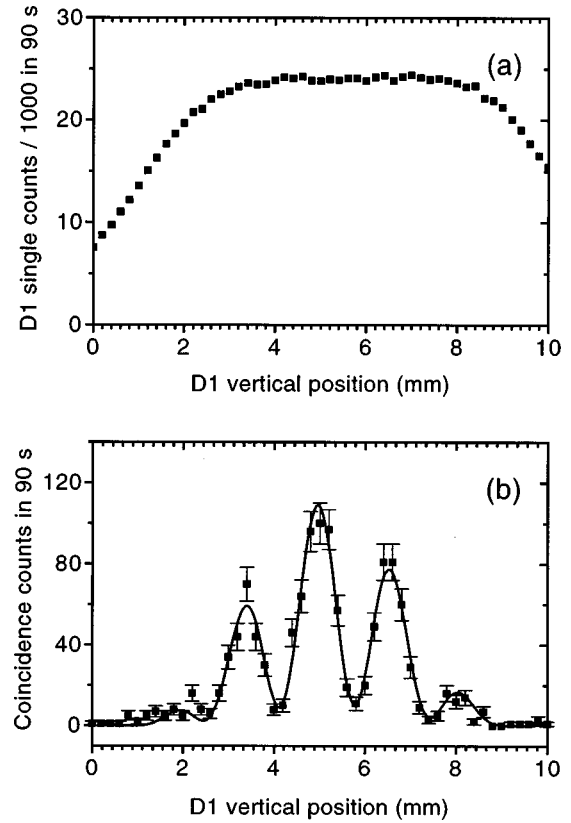 30
(a)
20
10
0
D1 single counts / 1000 in 90 s
0 2 4 6 8 10
D1 vertical position (mm)
(b)
120
80
40
0
Coincidence counts in 90 s
0 2 4 6 8 10
D1 vertical position (mm)